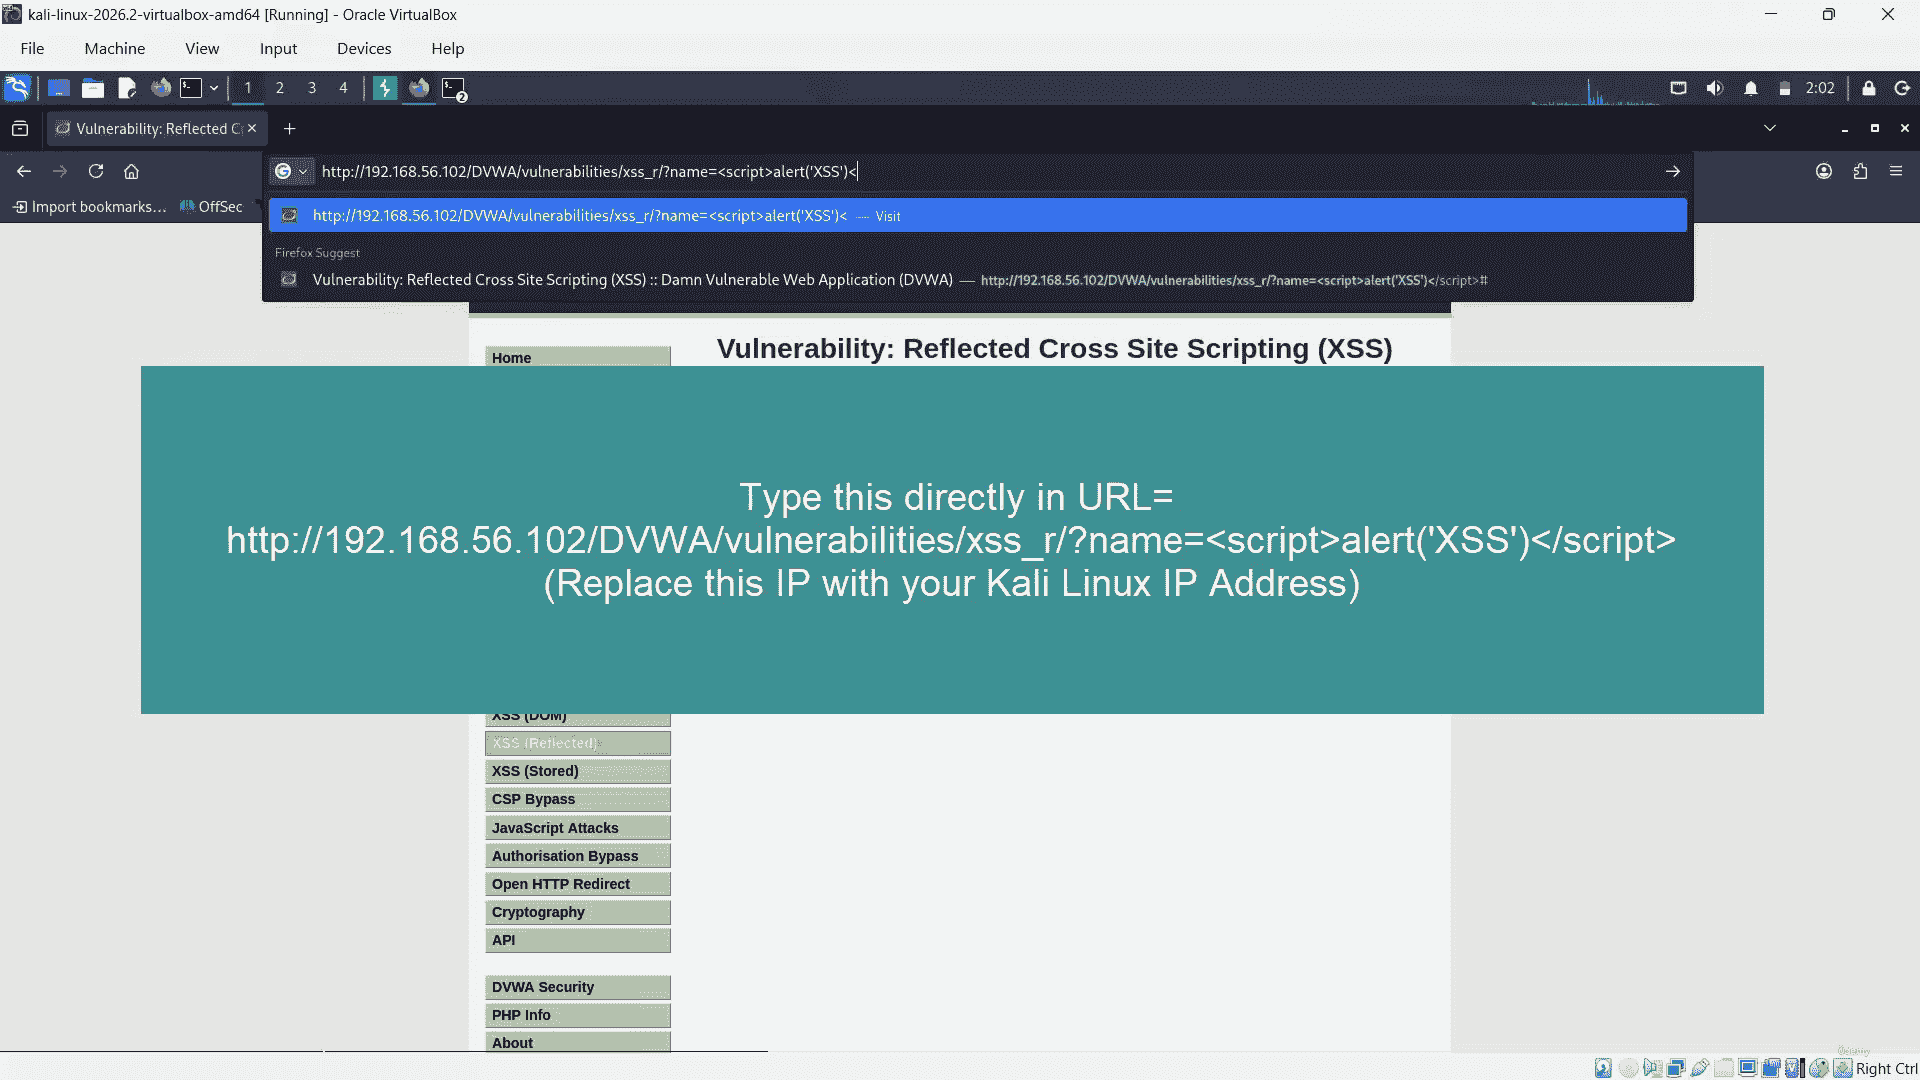 kali-linux-2026.2-virtualbox-amd64 [Running] - Oracle VirtualBox
File Machine View Input Devices Help
1 2 3 4 2 2:02
Vulnerability: Reflected C
http://192.168.56.102/DVWA/vulnerabilities/xss_r/?name=<script>alert('XSS')<
Import bookmarks... OffSec
http://192.168.56.102/DVWA/vulnerabilities/xss_r/?name=<script>alert('XSS')< — Visit
Firefox Suggest
Vulnerability: Reflected Cross Site Scripting (XSS) :: Damn Vulnerable Web Application (DVWA) — http://192.168.56.102/DVWA/vulnerabilities/xss_r/?name=<script>alert('XSS')</script>#
Home
Vulnerability: Reflected Cross Site Scripting (XSS)
Type this directly in URL=
http://192.168.56.102/DVWA/vulnerabilities/xss_r/?name=<script>alert('XSS')</script>
(Replace this IP with your Kali Linux IP Address)
XSS (DOM)
XSS (Reflected)
XSS (Stored)
CSP Bypass
JavaScript Attacks
Authorisation Bypass
Open HTTP Redirect
Cryptography
API
DVWA Security
PHP Info
About
Udemy
Right Ctrl